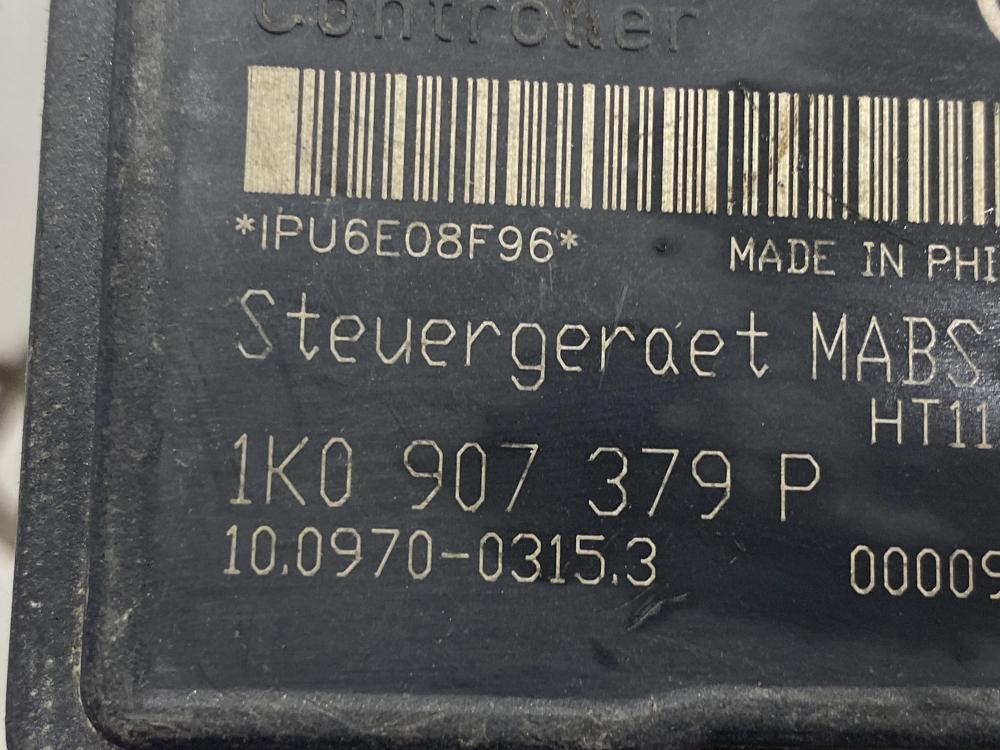 Controller
*IPU6E08F96*
MADE IN PHI
Steuergeraet MABS
HT11
1K0 907 379 P
10.0970-0315.3
00009